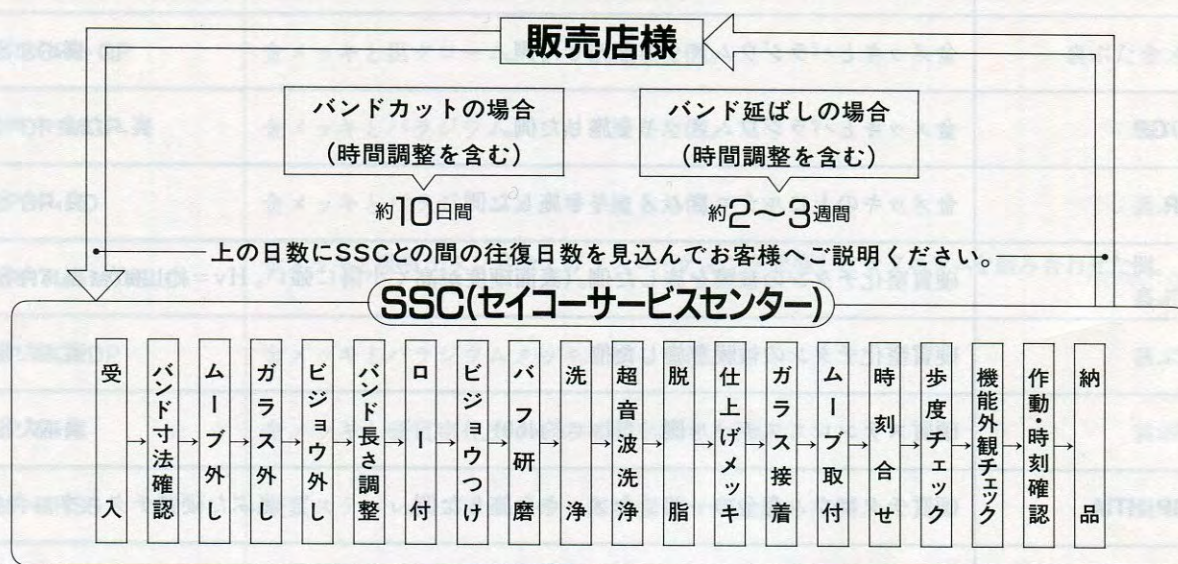 販売店様
バンドカットの場合
(時間調整を含む)
約10日間
バンド延ばしの場合
(時間調整を含む)
約2〜3週間
上の日数にSSCとの間の往復日数を見込んでお客様へご説明ください。
SSC(セイコーサービスセンター)
受入
バンド寸法確認
ムーブ外し
ガラス外し
ビジョウ外し
バンド長さ調整
ロー付
ビジョウつけ
バフ研磨
洗浄
超音波洗浄
脱脂
仕上げメッキ
ガラス接着
ムーブ取付
時刻合せ
歩度チェック
機能外観チェック
作動・時刻確認
納品